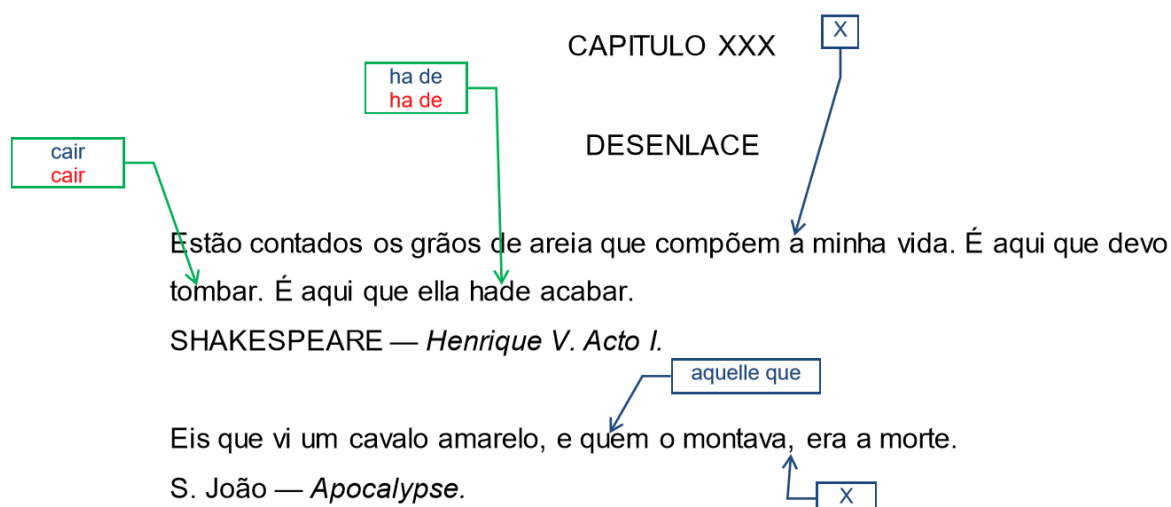 CAPITULO XXX
X
ha de
ha de
DESENLACE
cair
cair
Estão contados os grãos de areia que compõem a minha vida. É aqui que devo
tombar. É aqui que ella hade acabar.
SHAKESPEARE — Henrique V. Acto I.
aquelle que
Eis que vi um cavalo amarelo, e quem o montava, era a morte.
S. João — Apocalypse.
X